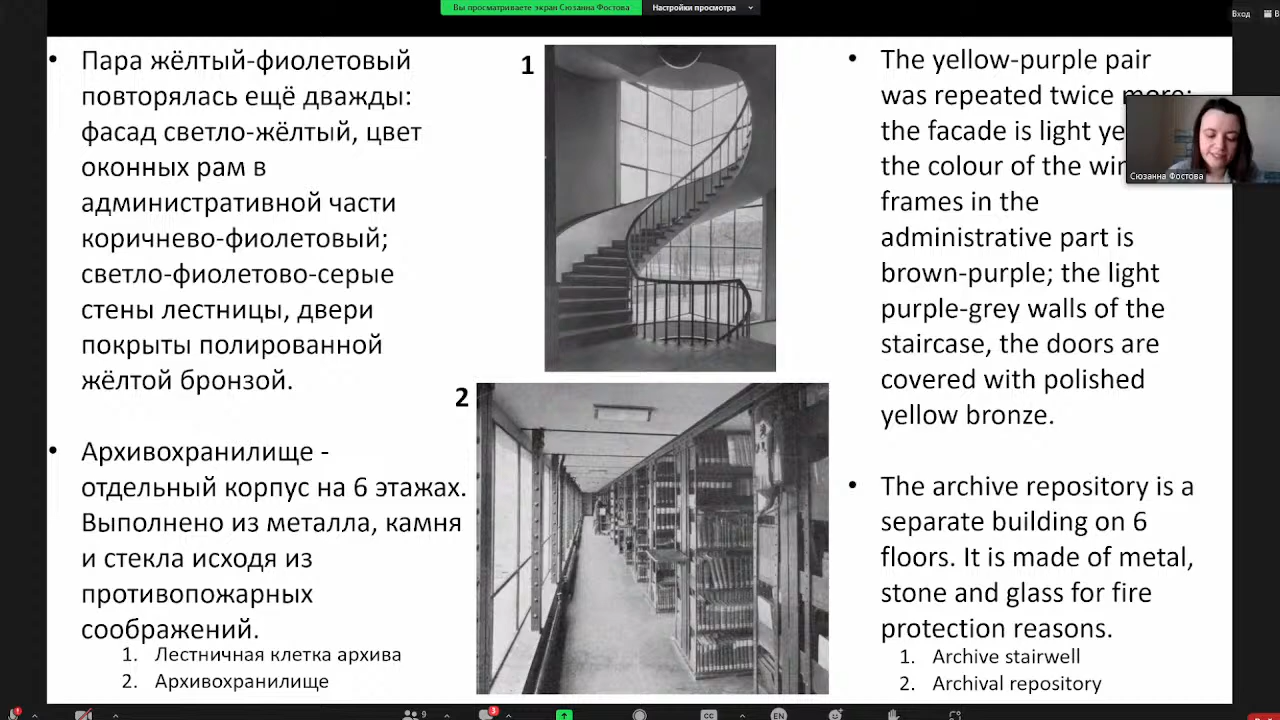 Вы просматриваете экран Сюзанна Фостова
Настройки просмотра
Вход
Пара жёлтый-фиолетовый
повторялась ещё дважды:
фасад светло-жёлтый, цвет
оконных рам в
административной части
коричнево-фиолетовый;
светло-фиолетово-серые
стены лестницы, двери
покрыты полированной
жёлтой бронзой.
Архивохранилище -
отдельный корпус на 6 этажах.
Выполнено из металла, камня
и стекла исходя из
противопожарных
соображений.
1. Лестничная клетка архива
2. Архивохранилище
1
2
The yellow-purple pair
was repeated twice more:
the facade is light
the colour of the
frames in the
administrative part is
brown-purple; the light
purple-grey walls of the
staircase, the doors are
covered with polished
yellow bronze.
The archive repository is a
separate building on 6
floors. It is made of metal,
stone and glass for fire
protection reasons.
1. Archive stairwell
2. Archival repository
Сюзанна Фостова
9
3
CC
EN